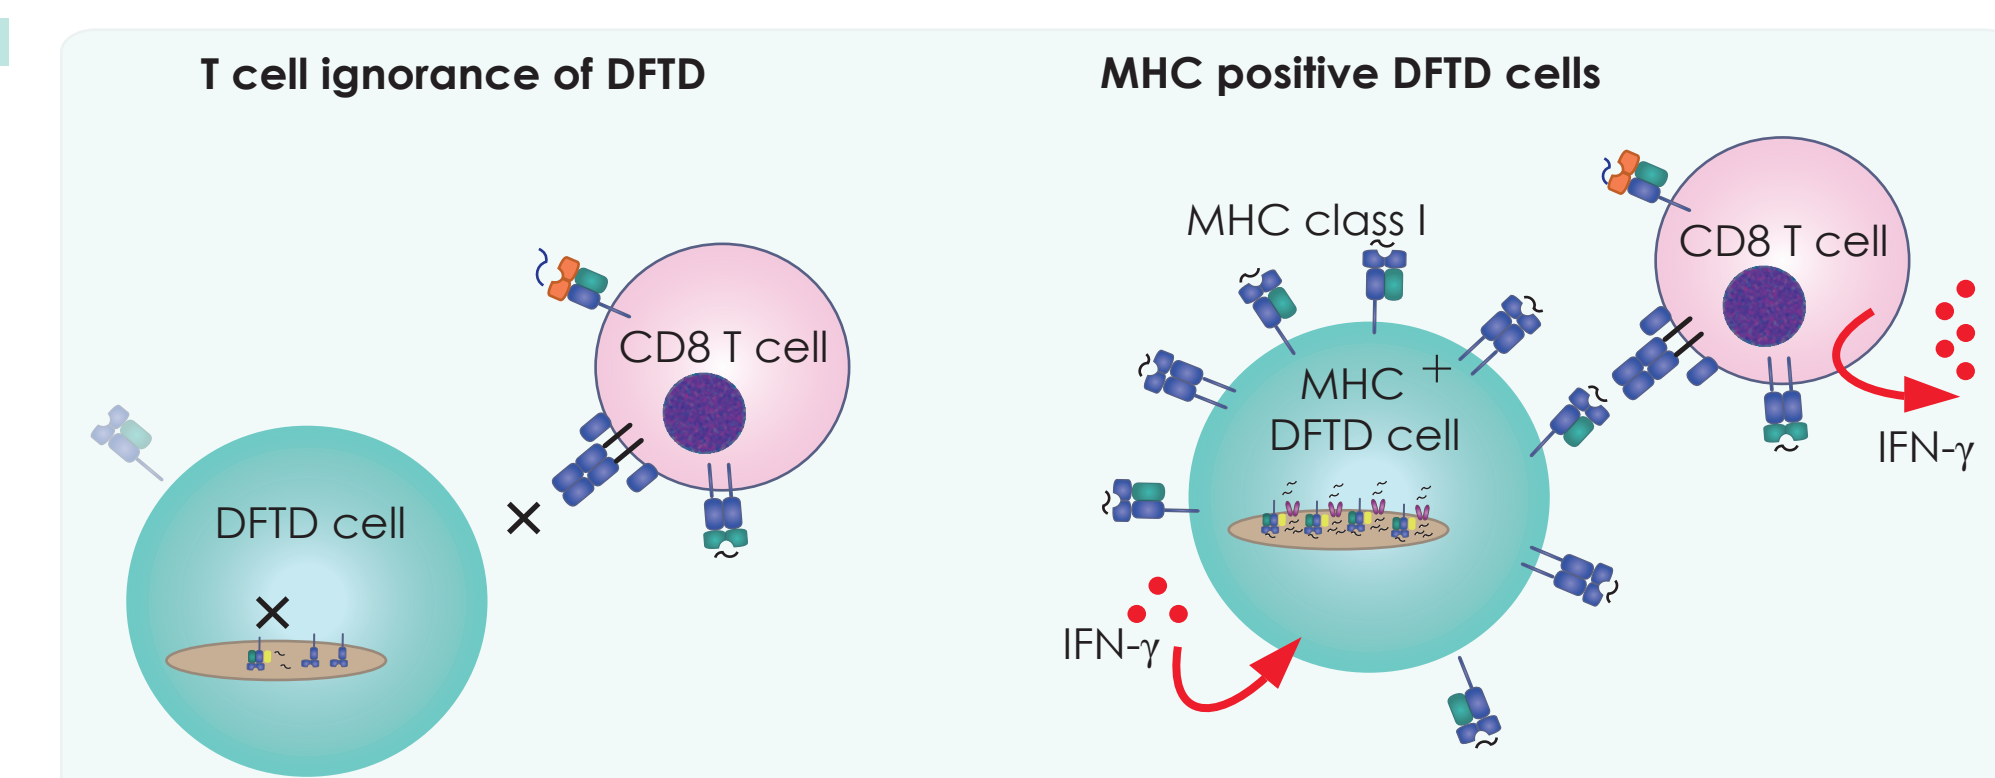 T cell ignorance of DFTD
CD8 T cell
DFTD cell
MHC positive DFTD cells
MHC class I
CD8 T cell
MHC +
DFTD cell
IFN-γ
IFN-γ